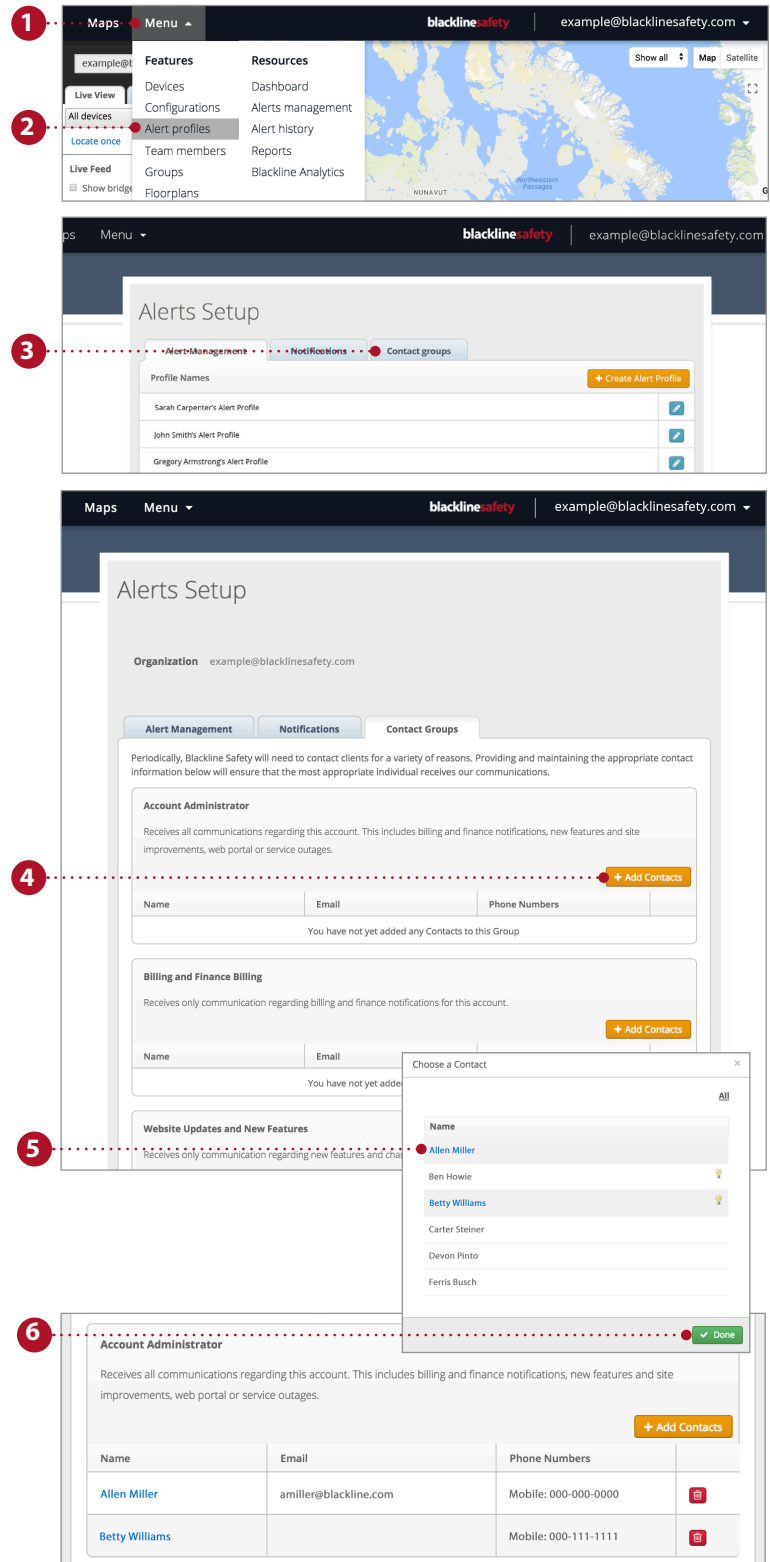 1
Maps Menu blacklinesafety example@blacklinesafety.com
example@b
Features Resources
Show all Map Satellite
Devices Dashboard
Live View
Configurations Alerts management
All devices
2
Alert profiles Alert history
Locate once
Team members Reports
Live Feed
Groups Blackline Analytics
Show bridge
Floorplans
NUNAVUT
Northwestern
Passages
G
ps Menu blacklinesafety example@blacklinesafety.com
Alerts Setup
3
Alert Management Notifications Contact groups
Profile Names + Create Alert Profile
Sarah Carpenter's Alert Profile
John Smith's Alert Profile
Gregory Armstrong's Alert Profile
Maps Menu blacklinesafety example@blacklinesafety.com
Alerts Setup
Organization example@blacklinesafety.com
Alert Management Notifications Contact Groups
Periodically, Blackline Safety will need to contact clients for a variety of reasons. Providing and maintaining the appropriate contact
information below will ensure that the most appropriate individual receives our communications.
Account Administrator
Receives all communications regarding this account. This includes billing and finance notifications, new features and site
improvements, web portal or service outages.
4
+ Add Contacts
Name Email Phone Numbers
You have not yet added any Contacts to this Group
Billing and Finance Billing
Receives only communication regarding billing and finance notifications for this account.
+ Add Contacts
Name Email
You have not yet adde
Choose a Contact ×
All
Name
Website Updates and New Features
5
Receives only communication regarding new features and cha
Allen Miller
Ben Howie
Betty Williams
Carter Steiner
Devon Pinto
Ferris Busch
6
Done
Account Administrator
Receives all communications regarding this account. This includes billing and finance notifications, new features and site
improvements, web portal or service outages.
+ Add Contacts
Name Email Phone Numbers
Allen Miller amiller@blackline.com Mobile: 000-000-0000
Betty Williams Mobile: 000-111-1111